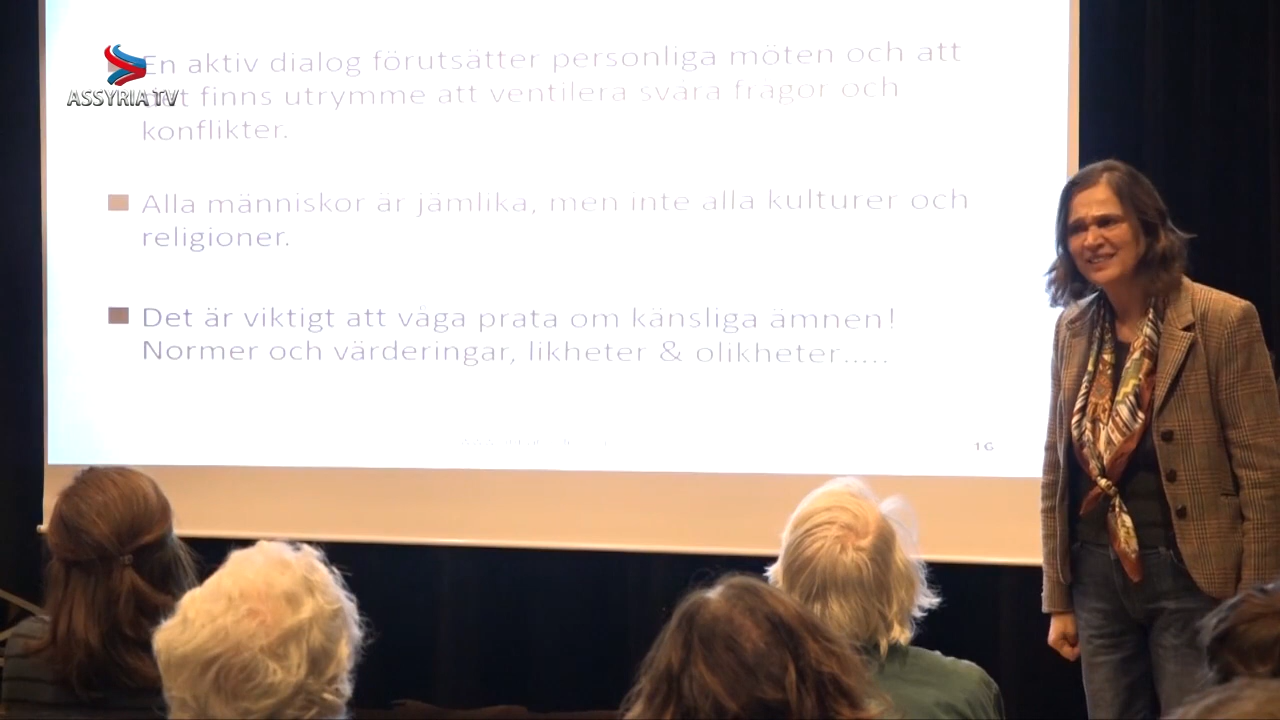 En aktiv dialog förutsätter personliga möten och att
ASSYRIA TV
finns utrymme att ventilera svåra frågor och
konflikter.
Alla människor är jämlika, men inte alla kulturer och
religioner.
Det är viktigt att våga prata om känsliga ämnen!
Normer och värderingar, likheter & olikheter.....
16